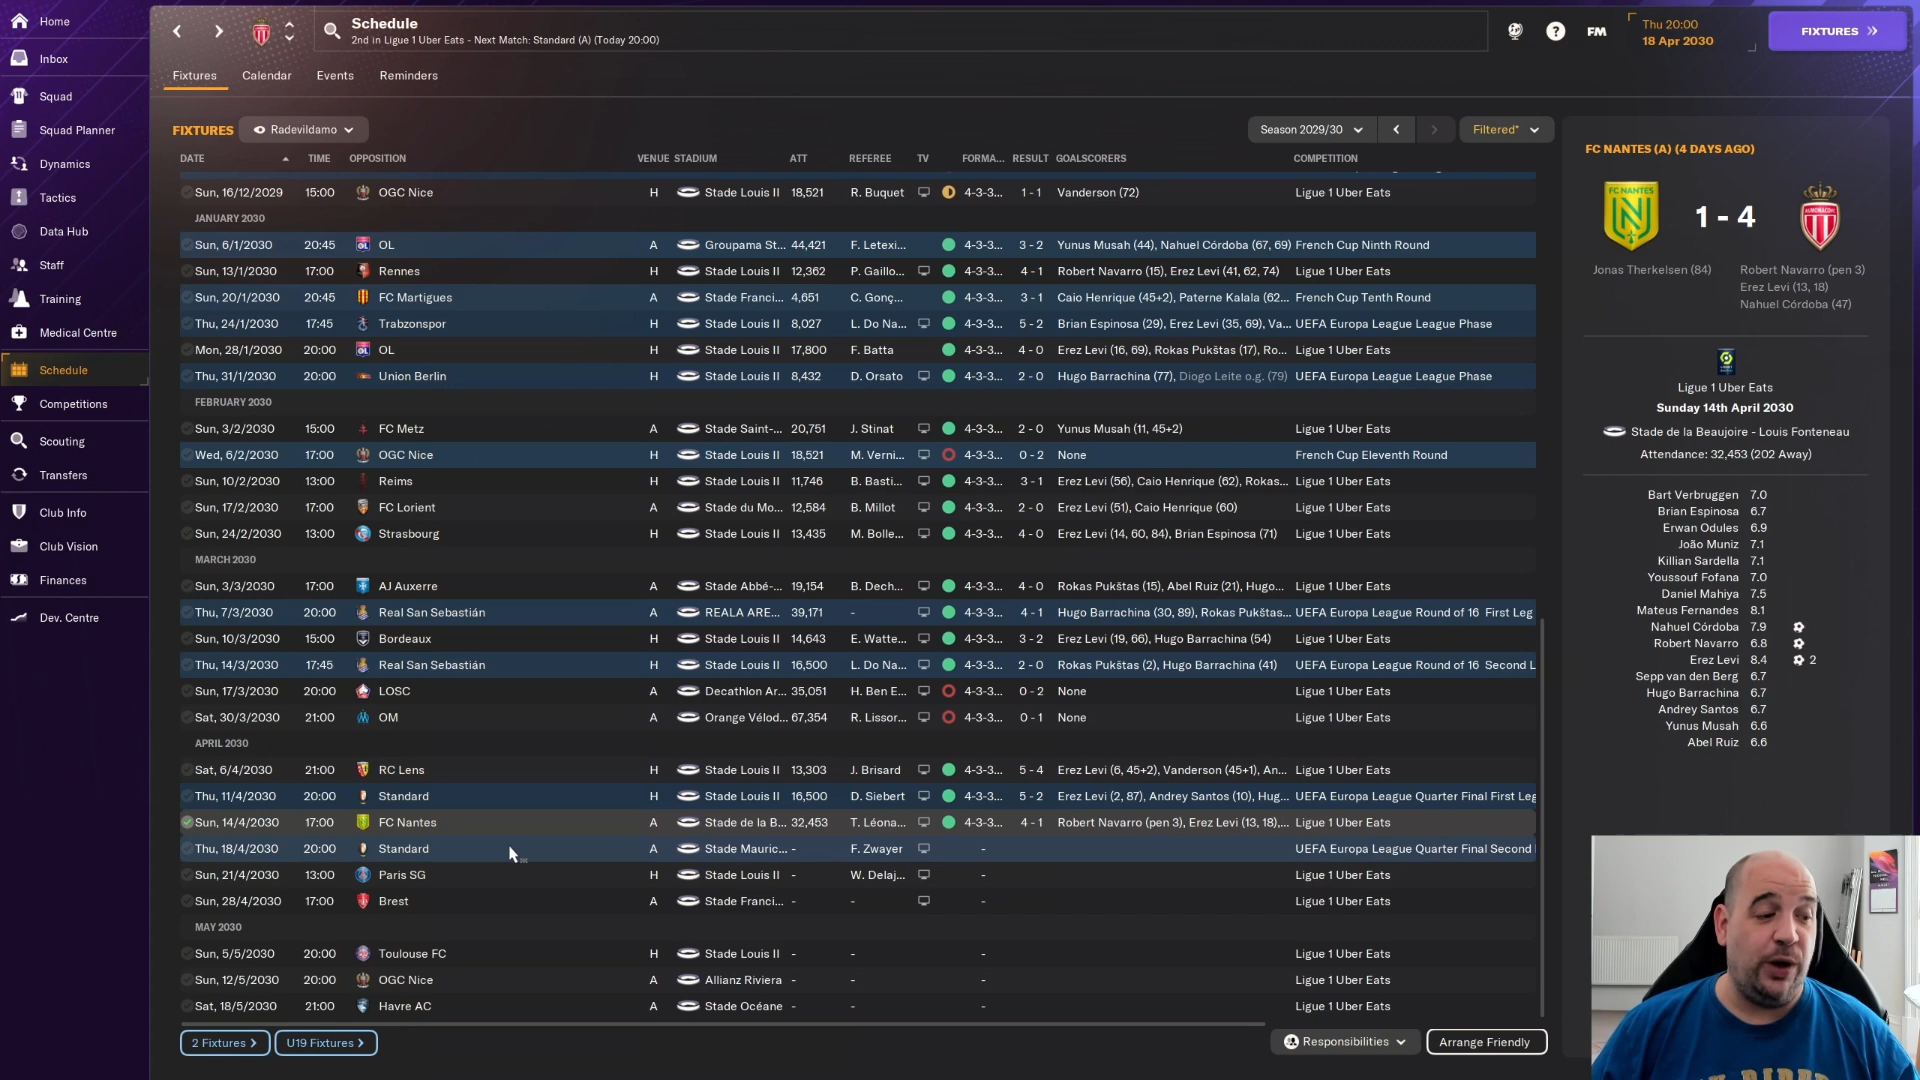 Home
Inbox
Squad
Squad Planner
Dynamics
Tactics
Data Hub
Staff
Training
Medical Centre
Schedule
Competitions
Scouting
Transfers
Club Info
Club Vision
Finances
Dev. Centre
Schedule
2nd in Ligue 1 Uber Eats - Next Match: Standard (A) (Today 20:00)
FM
Thu 20:00
18 Apr 2030
FIXTURES
Fixtures Calendar Events Reminders
FIXTURES Radevildamo Season 2029/30 Filtered*
DATE TIME OPPOSITION VENUE STADIUM ATT REFEREE TV FORMA... RESULT GOALSCORERS COMPETITION
Sun, 16/12/2029 15:00 OGC Nice H Stade Louis II 18,521 R. Buquet 4-3-3... 1 - 1 Vanderson (72) Ligue 1 Uber Eats
JANUARY 2030
Sun, 6/1/2030 20:45 OL A Groupama St... 44,421 F. Letexi... 4-3-3... 3 - 2 Yunus Musah (44), Nahuel Córdoba (67, 69) French Cup Ninth Round
Sun, 13/1/2030 17:00 Rennes H Stade Louis II 12,362 P. Gaillo... 4-3-3... 4 - 1 Robert Navarro (15), Erez Levi (41, 62, 74) Ligue 1 Uber Eats
Sun, 20/1/2030 20:45 FC Martigues A Stade Franci... 4,651 C. Gonç... 4-3-3... 3 - 1 Caio Henrique (45+2), Paterne Kalala (62... French Cup Tenth Round
Thu, 24/1/2030 17:45 Trabzonspor H Stade Louis II 8,027 L. Do Na... 4-3-3... 5 - 2 Brian Espinosa (29), Erez Levi (35, 69), Va... UEFA Europa League League Phase
Mon, 28/1/2030 20:00 OL H Stade Louis II 17,800 F. Batta 4-3-3... 4 - 0 Erez Levi (16, 69), Rokas Pukštas (17), Ro... Ligue 1 Uber Eats
Thu, 31/1/2030 20:00 Union Berlin H Stade Louis II 8,432 D. Orsato 4-3-3... 2 - 0 Hugo Barrachina (77), Diogo Leite o.g. (79) UEFA Europa League League Phase
FEBRUARY 2030
Sun, 3/2/2030 15:00 FC Metz A Stade Saint-... 20,751 J. Stinat 4-3-3... 2 - 0 Yunus Musah (11, 45+2) Ligue 1 Uber Eats
Wed, 6/2/2030 17:00 OGC Nice H Stade Louis II 18,521 M. Verni... 4-3-3... 0 - 2 None French Cup Eleventh Round
Sun, 10/2/2030 13:00 Reims H Stade Louis II 11,746 B. Basti... 4-3-3... 3 - 1 Erez Levi (56), Caio Henrique (62), Rokas... Ligue 1 Uber Eats
Sun, 17/2/2030 17:00 FC Lorient A Stade du Mo... 12,584 B. Millot 4-3-3... 2 - 0 Erez Levi (51), Caio Henrique (60) Ligue 1 Uber Eats
Sun, 24/2/2030 13:00 Strasbourg H Stade Louis II 13,435 M. Bolle... 4-3-3... 4 - 0 Erez Levi (14, 60, 84), Brian Espinosa (71) Ligue 1 Uber Eats
MARCH 2030
Sun, 3/3/2030 17:00 AJ Auxerre A Stade Abbé-... 19,154 B. Dech... 4-3-3... 4 - 0 Rokas Pukštas (15), Abel Ruiz (21), Hugo... Ligue 1 Uber Eats
Thu, 7/3/2030 20:00 Real San Sebastián A REALA ARE... 39,171 - 4-3-3... 4 - 1 Hugo Barrachina (30, 89), Rokas Pukštas... UEFA Europa League Round of 16 First Leg
Sun, 10/3/2030 15:00 Bordeaux H Stade Louis II 14,643 E. Watte... 4-3-3... 3 - 2 Erez Levi (19, 66), Hugo Barrachina (54) Ligue 1 Uber Eats
Thu, 14/3/2030 17:45 Real San Sebastián H Stade Louis II 16,500 L. Do Na... 4-3-3... 2 - 0 Rokas Pukštas (2), Hugo Barrachina (41) UEFA Europa League Round of 16 Second L
Sun, 17/3/2030 20:00 LOSC A Decathlon Ar... 35,051 H. Ben E... 4-3-3... 0 - 2 None Ligue 1 Uber Eats
Sat, 30/3/2030 21:00 OM A Orange Vélod... 67,354 R. Lissor... 4-3-3... 0 - 1 None Ligue 1 Uber Eats
APRIL 2030
Sat, 6/4/2030 21:00 RC Lens H Stade Louis II 13,303 J. Brisard 4-3-3... 5 - 4 Erez Levi (6, 45+2), Vanderson (45+1), An... Ligue 1 Uber Eats
Thu, 11/4/2030 20:00 Standard H Stade Louis II 16,500 D. Siebert 4-3-3... 5 - 2 Erez Levi (2, 87), Andrey Santos (10), Hug... UEFA Europa League Quarter Final First Leg
Sun, 14/4/2030 17:00 FC Nantes A Stade de la B... 32,453 T. Léona... 4-3-3... 4 - 1 Robert Navarro (pen 3), Erez Levi (13, 18),... Ligue 1 Uber Eats
Thu, 18/4/2030 20:00 Standard A Stade Mauric... - F. Zwayer - UEFA Europa League Quarter Final Second
Sun, 21/4/2030 13:00 Paris SG H Stade Louis II - W. Delaj... - Ligue 1 Uber Eats
Sun, 28/4/2030 17:00 Brest A Stade Franci... - - - Ligue 1 Uber Eats
MAY 2030
Sun, 5/5/2030 20:00 Toulouse FC H Stade Louis II - - - Ligue 1 Uber Eats
Sun, 12/5/2030 20:00 OGC Nice A Allianz Riviera - - - Ligue 1 Uber Eats
Sat, 18/5/2030 21:00 Havre AC A Stade Océane - - - Ligue 1 Uber Eats
2 Fixtures U19 Fixtures Responsibilities Arrange Friendly
FC NANTES (A) (4 DAYS AGO)
FC NANTES
1 - 4
Jonas Therkelsen (84)
Robert Navarro (pen 3)
Erez Levi (13, 18)
Nahuel Córdoba (47)
Ligue 1 Uber Eats
Sunday 14th April 2030
Stade de la Beaujoire - Louis Fonteneau
Attendance: 32,453 (202 Away)
Bart Verbruggen 7.0
Brian Espinosa 6.7
Erwan Odules 6.9
João Muniz 7.1
Killian Sardella 7.1
Youssouf Fofana 7.0
Daniel Mahiya 7.5
Mateus Fernandes 8.1
Nahuel Córdoba 7.9
Robert Navarro 6.8
Erez Levi 8.4 2
Sepp van den Berg 6.7
Hugo Barrachina 6.7
Andrey Santos 6.7
Yunus Musah 6.6
Abel Ruiz 6.6